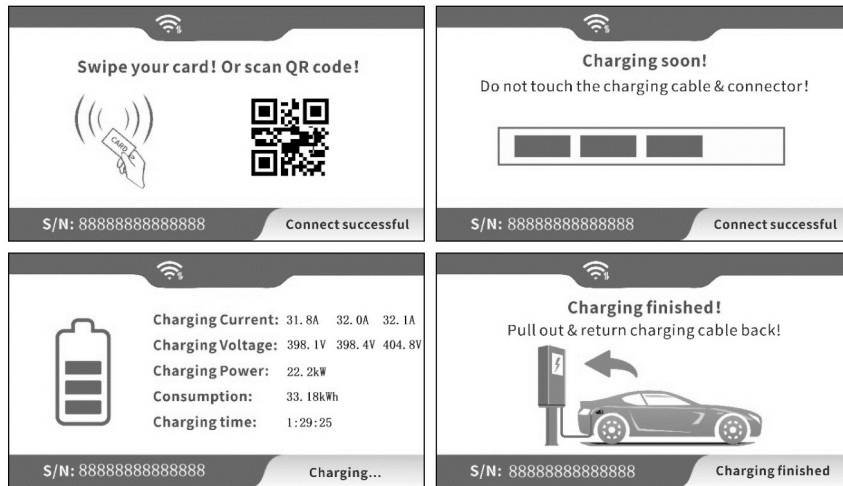 Swipe your card! Or scan QR code!
CARD
S/N: 88888888888888
Connect successful
Charging soon!
Do not touch the charging cable & connector!
S/N: 88888888888888
Connect successful
Charging Current: 31.8A 32.0A 32.1A
Charging Voltage: 398.1V 398.4V 404.8V
Charging Power: 22.2kW
Consumption: 33.18kWh
Charging time: 1:29:25
S/N: 88888888888888
Charging...
Charging finished!
Pull out & return charging cable back!
S/N: 88888888888888
Charging finished